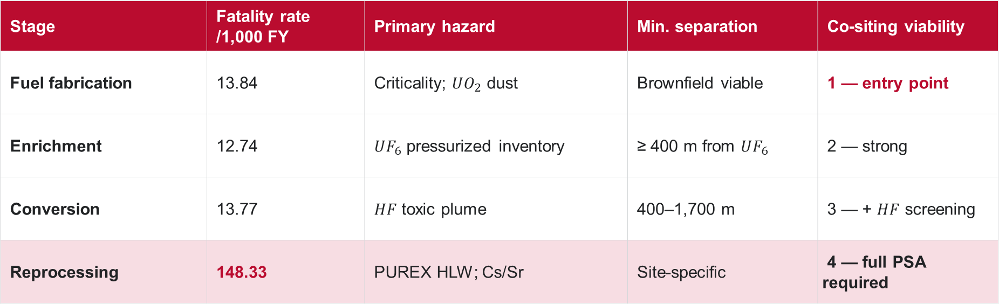 Stage
Fatality rate
/1,000 FY
Primary hazard
Min. separation
Co-siting viability
Fuel fabrication
13.84
Criticality; UO₂ dust
Brownfield viable
1 — entry point
Enrichment
12.74
UF₆ pressurized inventory
≥ 400 m from UF₆
2 — strong
Conversion
13.77
HF toxic plume
400–1,700 m
3 — + HF screening
Reprocessing
148.33
PUREX HLW; Cs/Sr
Site-specific
4 — full PSA
required